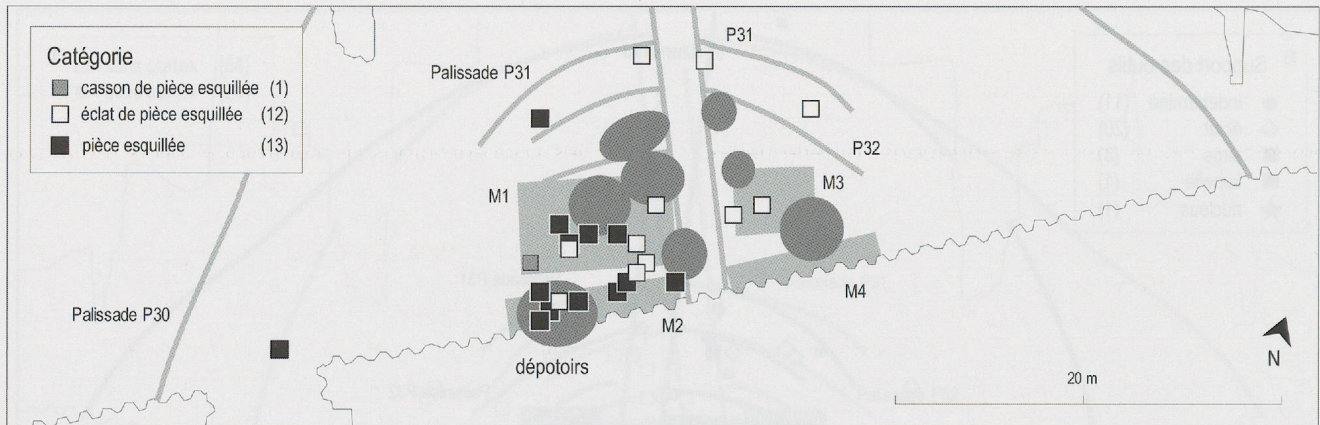 Catégorie
casson de pièce esquillée (1)
éclat de pièce esquillée (12)
pièce esquillée (13)
Palissade P31
P31
P32
M1
M3
M4
M2
Palissade P30
dépotoirs
N
20 m